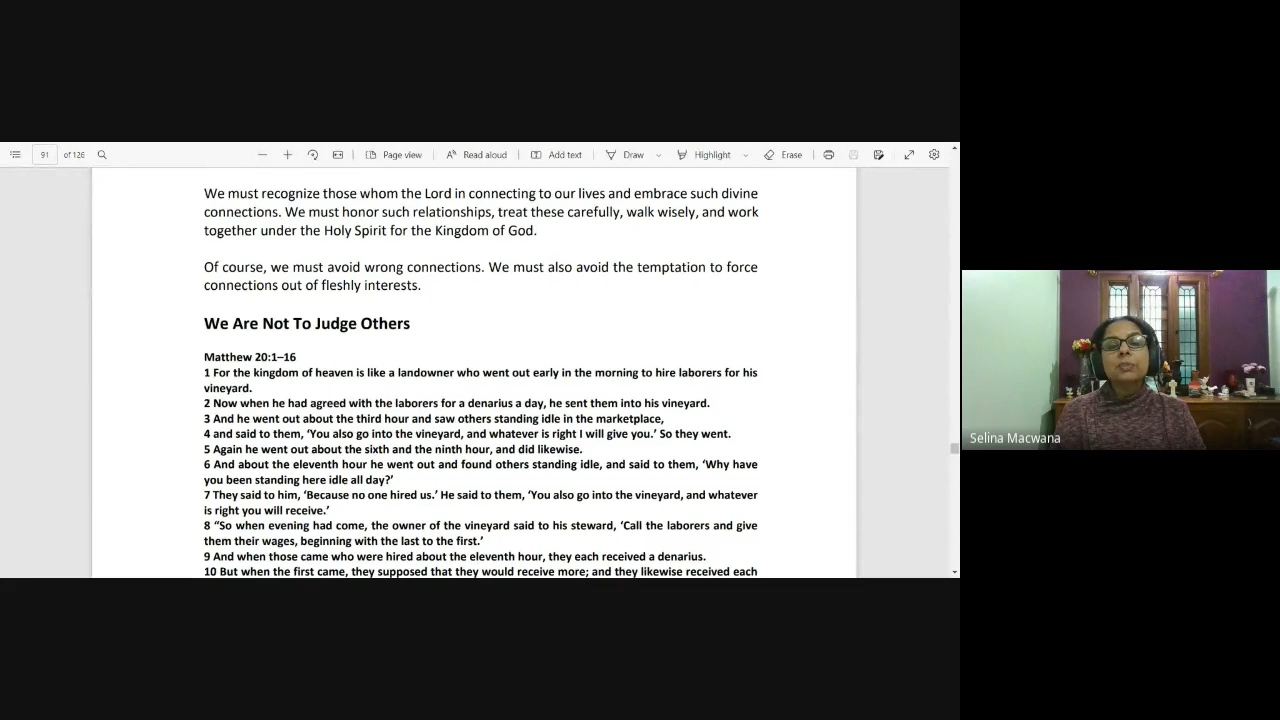 91 of 126
Page view
Read aloud
Add text
Draw
Highlight
Erase
We must recognize those whom the Lord in connecting to our lives and embrace such divine
connections. We must honor such relationships, treat these carefully, walk wisely, and work
together under the Holy Spirit for the Kingdom of God.
Of course, we must avoid wrong connections. We must also avoid the temptation to force
connections out of fleshly interests.
We Are Not To Judge Others
Matthew 20:1–16
1 For the kingdom of heaven is like a landowner who went out early in the morning to hire laborers for his
vineyard.
2 Now when he had agreed with the laborers for a denarius a day, he sent them into his vineyard.
3 And he went out about the third hour and saw others standing idle in the marketplace,
4 and said to them, ‘You also go into the vineyard, and whatever is right I will give you.’ So they went.
5 Again he went out about the sixth and the ninth hour, and did likewise.
6 And about the eleventh hour he went out and found others standing idle, and said to them, ‘Why have
you been standing here idle all day?’
7 They said to him, ‘Because no one hired us.’ He said to them, ‘You also go into the vineyard, and whatever
is right you will receive.’
8 “So when evening had come, the owner of the vineyard said to his steward, ‘Call the laborers and give
them their wages, beginning with the last to the first.’
9 And when those came who were hired about the eleventh hour, they each received a denarius.
10 But when the first came, they supposed that they would receive more; and they likewise received each
Selina Macwana